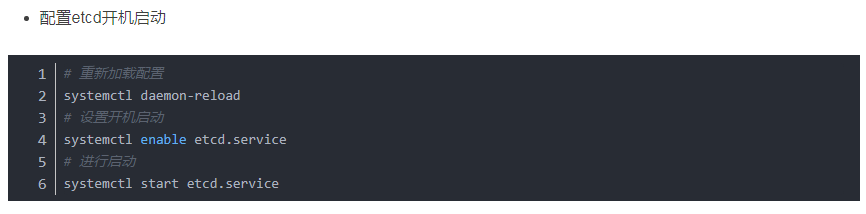 配置etcd开机启动
1 # 重新加载配置
2 systemctl daemon-reload
3 # 设置开机启动
4 systemctl enable etcd.service
5 # 进行启动
6 systemctl start etcd.service